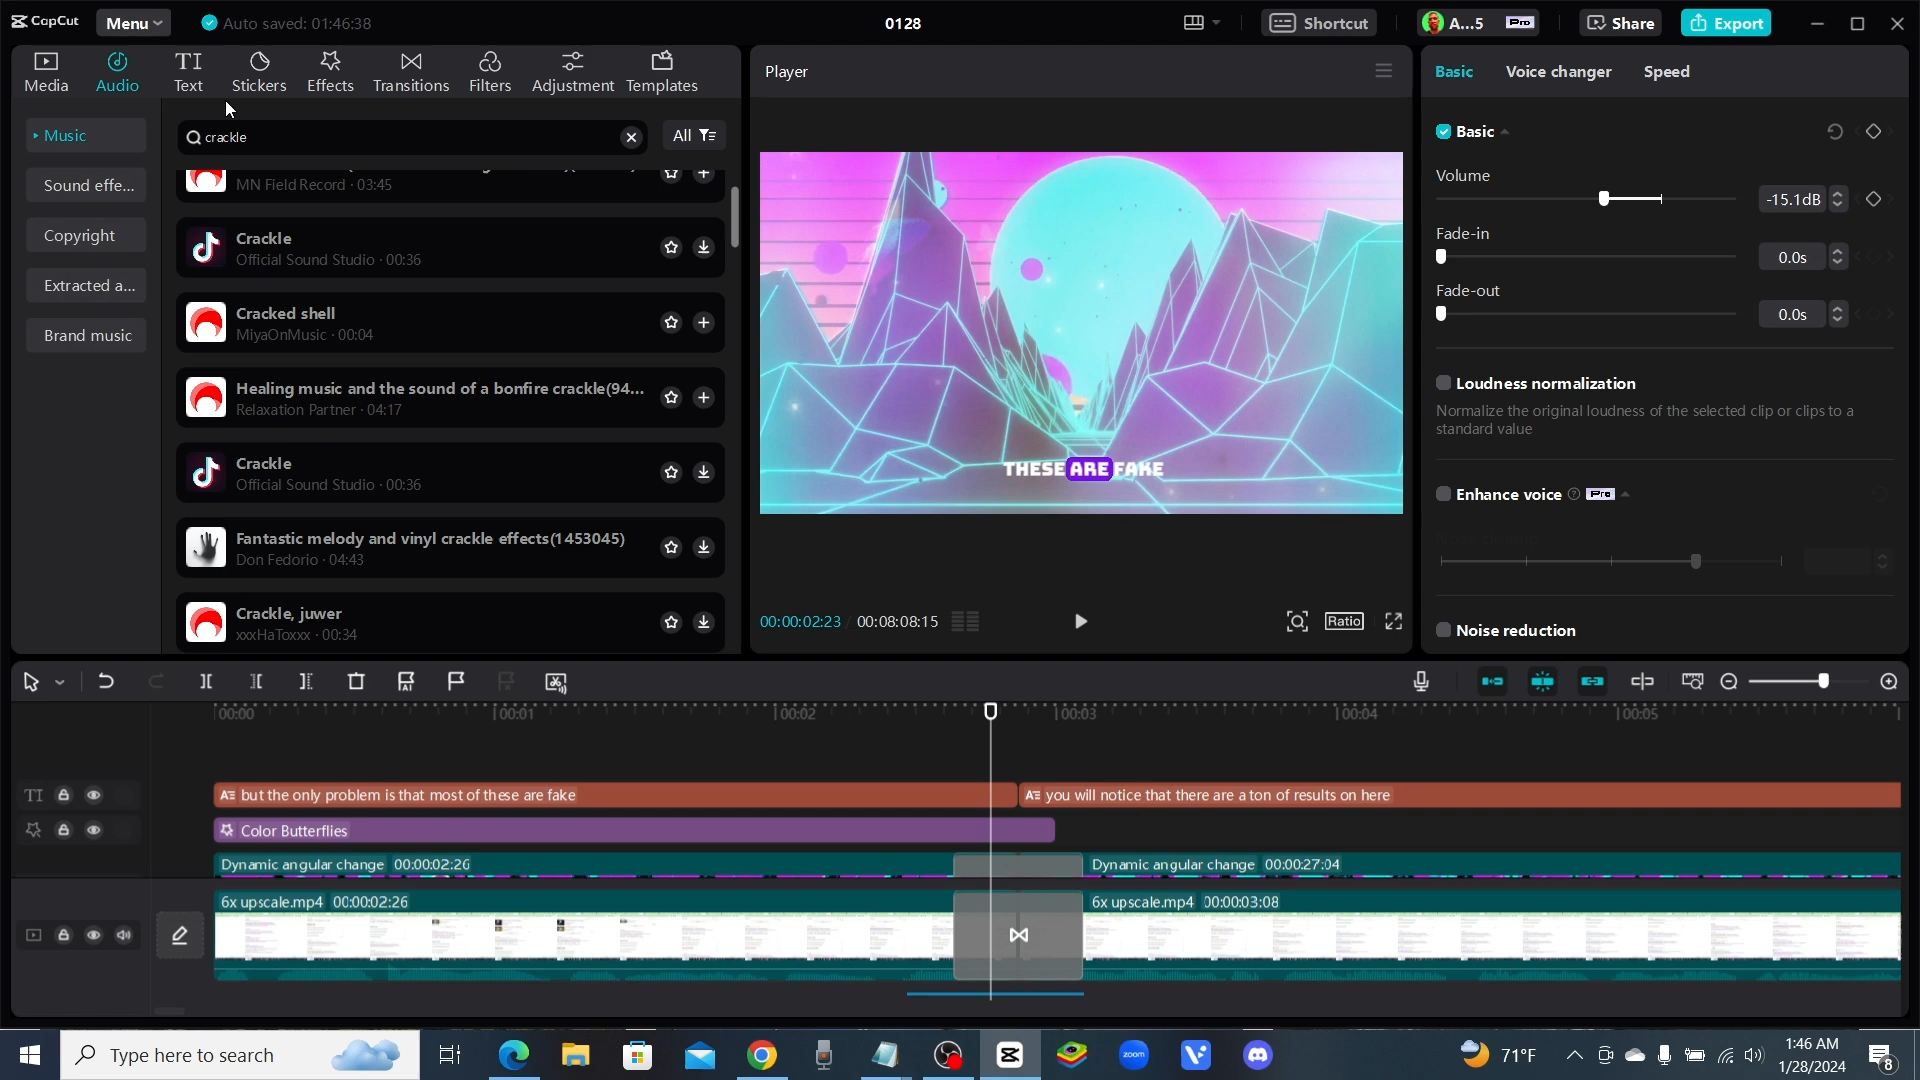 CapCut
Menu
Auto saved: 01:46:38
0128
Shortcut
A...5
Pro
Share
Export
Media
Audio
TI
Text
Stickers
Effects
Transitions
Filters
Adjustment
Templates
Music
Sound effe...
Copyright
Extracted a...
Brand music
crackle
All
MN Field Record · 03:45
Crackle
Official Sound Studio · 00:36
Cracked shell
MiyaOnMusic · 00:04
Healing music and the sound of a bonfire crackle(94...
Relaxation Partner · 04:17
Crackle
Official Sound Studio · 00:36
Fantastic melody and vinyl crackle effects(1453045)
Don Fedorio · 04:43
Crackle, juwer
xxxHaToxxx · 00:34
Player
THESE ARE FAKE
00:00:02:23
00:08:08:15
Ratio
Basic
Voice changer
Speed
Basic
Volume
-15.1dB
Fade-in
0.0s
Fade-out
0.0s
Loudness normalization
Normalize the original loudness of the selected clip or clips to a
standard value
Enhance voice
Pro
Noise reduction
00:00
00:01
00:02
00:03
00:04
00:05
TI
but the only problem is that most of these are fake
you will notice that there are a ton of results on here
Color Butterflies
Dynamic angular change 00:00:02:26
Dynamic angular change 00:00:27:04
6x upscale.mp4 00:00:02:26
6x upscale.mp4 00:00:03:08
Type here to search
zoom
71°F
1:46 AM
1/28/2024
8